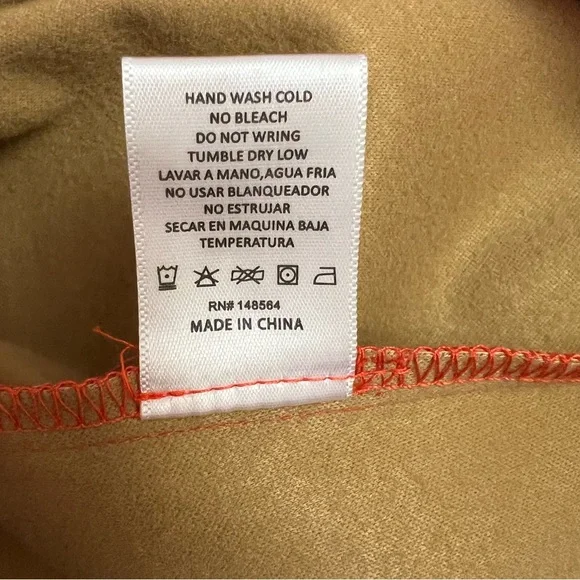 HAND WASH COLD
NO BLEACH
DO NOT WRING
TUMBLE DRY LOW
LAVAR A MANO,AGUA FRIA
NO USAR BLANQUEADOR
NO ESTRUJAR
SECAR EN MAQUINA BAJA
TEMPERATURA
RN# 148564
MADE IN CHINA